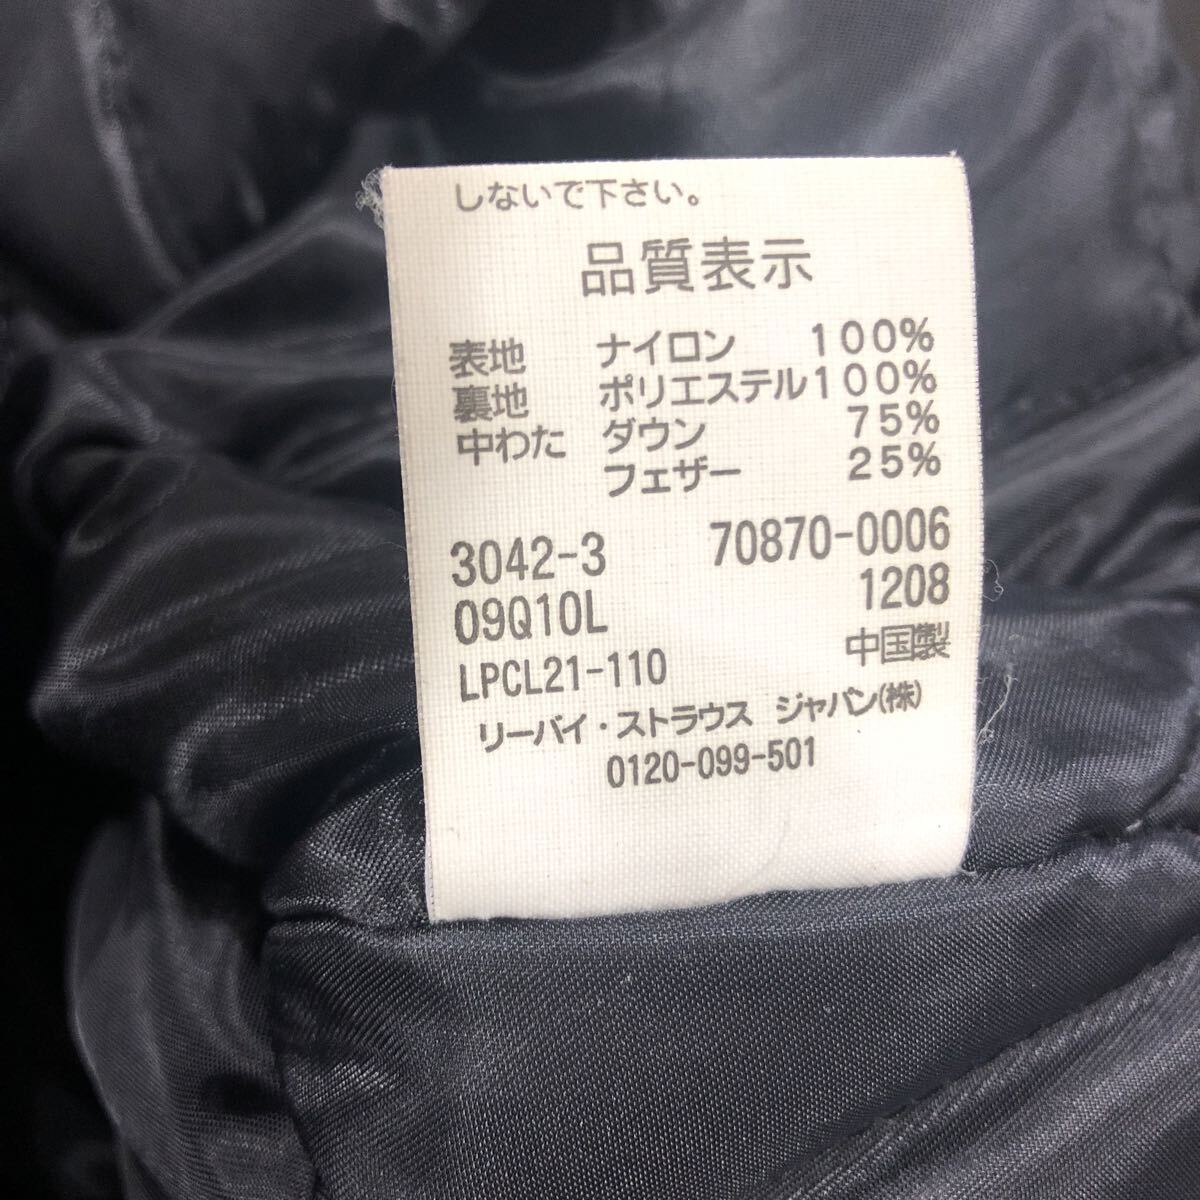 しないで下さい。
品質表示
表地 ナイロン 100%
裏地 ポリエステル100%
中わた ダウン 75%
フェザー 25%
3042-3 70870-0006
09Q10L 1208
LPCL21-110 中国製
リーバイ・ストラウス ジャパン(株)
0120-099-501